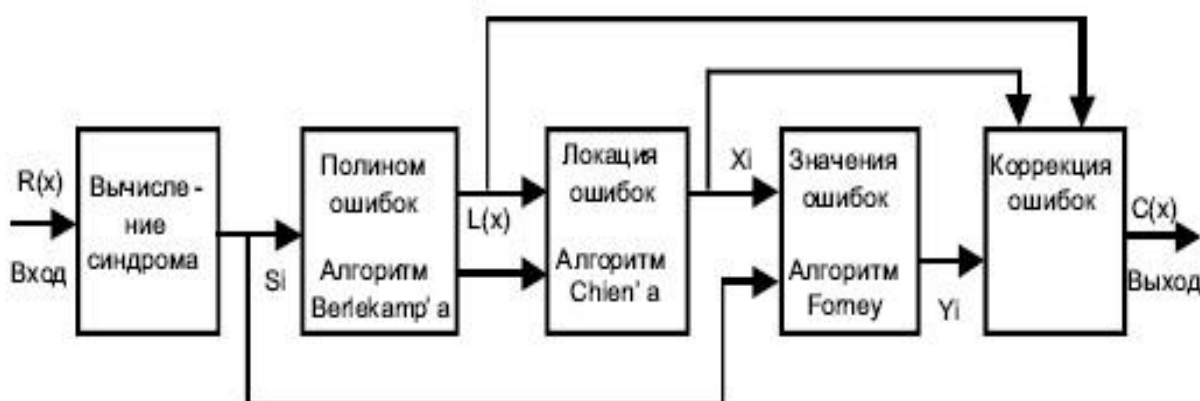 R(x)
Вход
Вычисле - 
ние
синдрома
Si
Полином
ошибок
Алгоритм
Berlekamp' a
L(x)
Локация
ошибок
Алгоритм
Chien' a
Xi
Значения
ошибок
Алгоритм
Forney
Yi
Коррекция
ошибок
C(x)
Выход